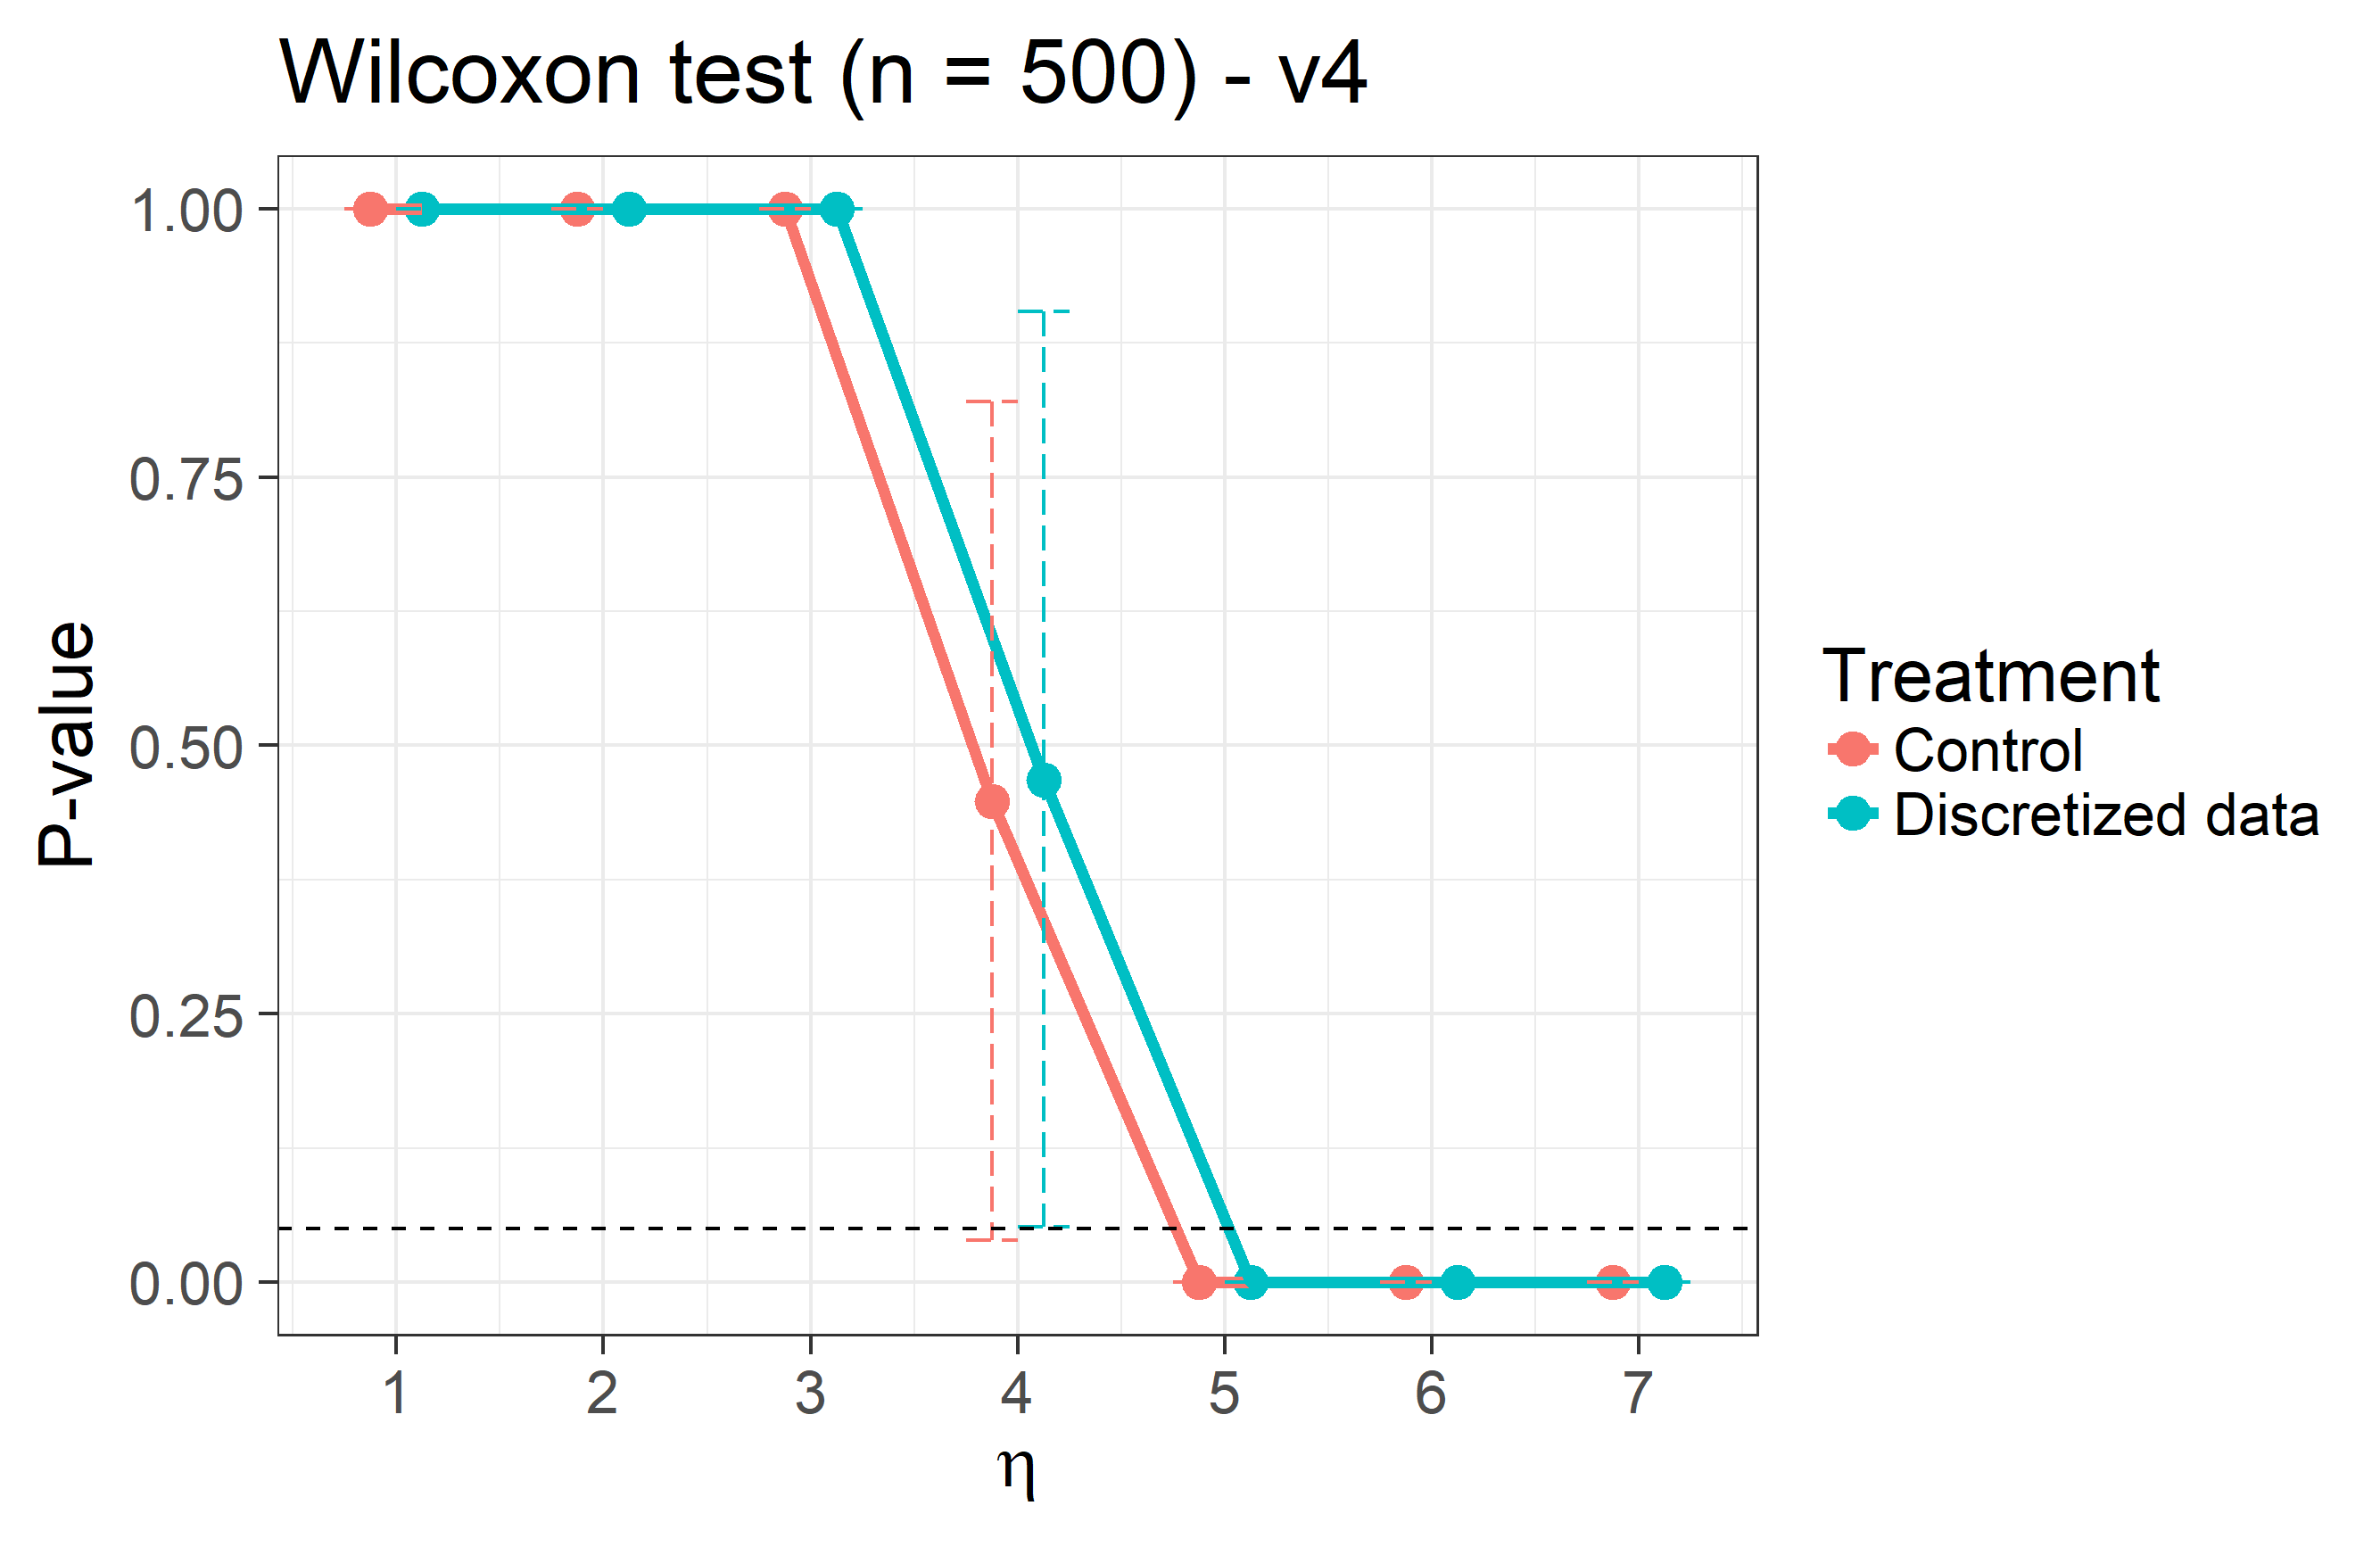 Wilcoxon test (n = 500) - v4
1.00
0.75
0.50
0.25
0.00
P-value
1 2 3 4 5 6 7
η
Treatment
Control
Discretized data